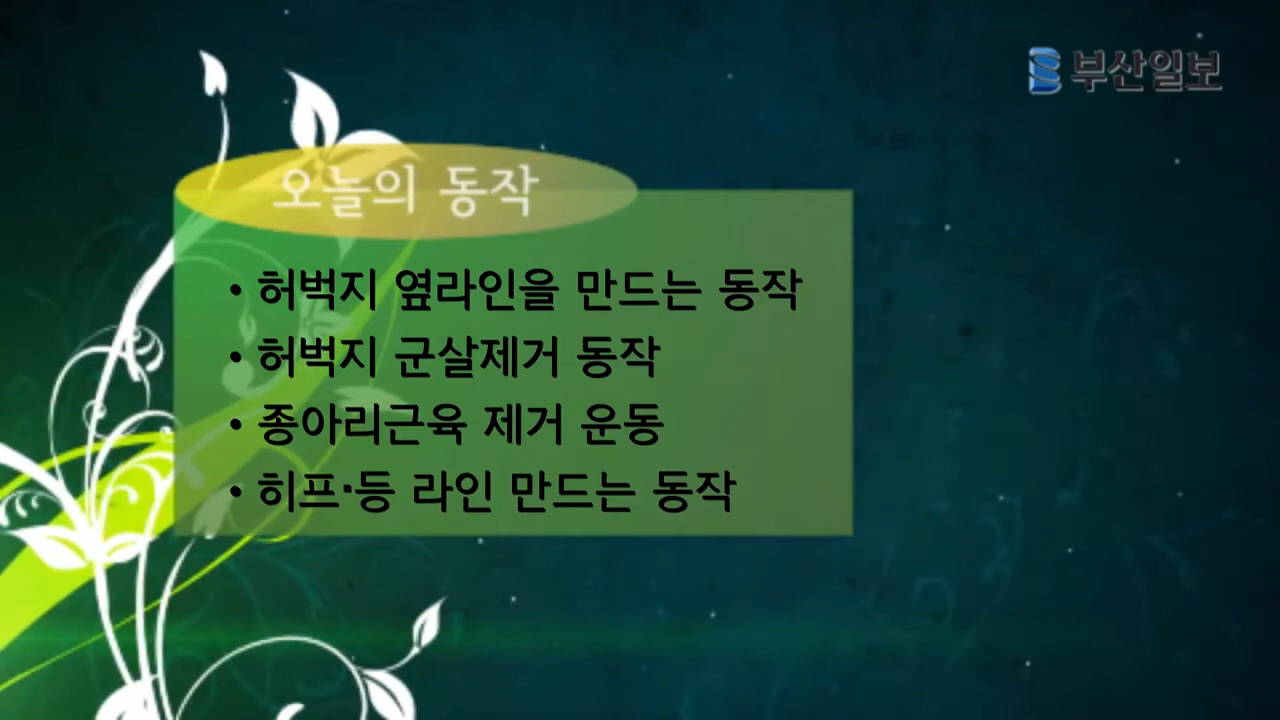 부산일보
오늘의 동작
• 허벅지 옆라인을 만드는 동작
• 허벅지 군살제거 동작
• 종아리근육 제거 운동
• 히프·등 라인 만드는 동작